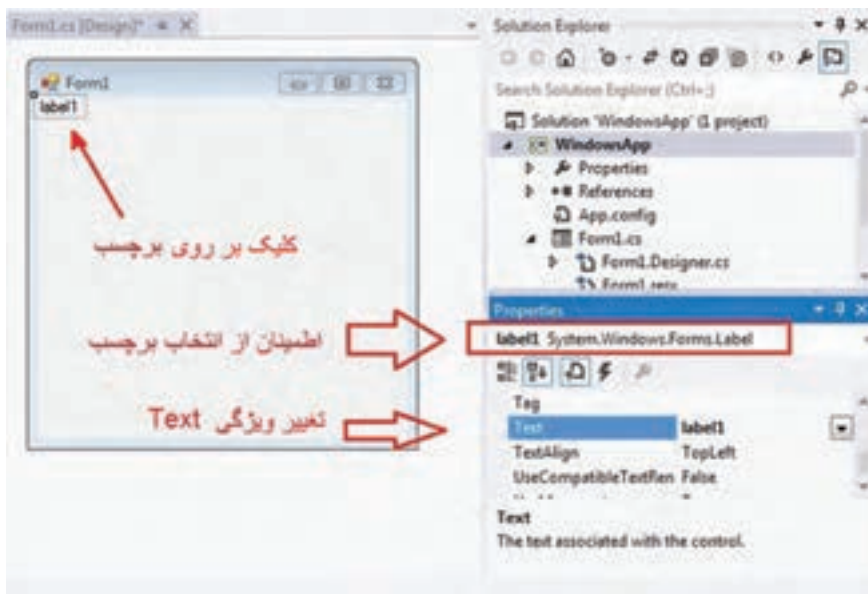 Form1.cs [Design]*
Form1
label1
کلیک بر روی برچسب
اطمینان از انتخاب برچسب
تغییر ویژگی Text
Solution Explorer
Search Solution Explorer (Ctrl+;)
Solution 'WindowsApp' (1 project)
WindowsApp
Properties
References
App.config
Form1.cs
Form1.Designer.cs
Form1.resx
Properties
label1 System.Windows.Forms.Label
Tag
Text label1
TextAlign TopLeft
UseCompatibleTextRen False
Text
The text associated with the control.